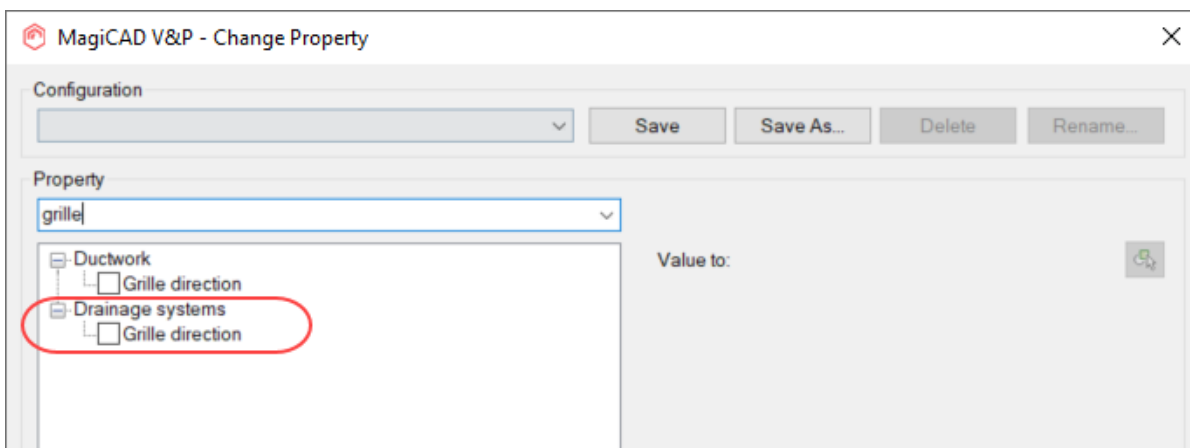 MagiCAD V&P - Change Property
Configuration
Save Save As... Delete Rename...
Property
grille
Ductwork
Value to:
Grille direction
Drainage systems
Grille direction